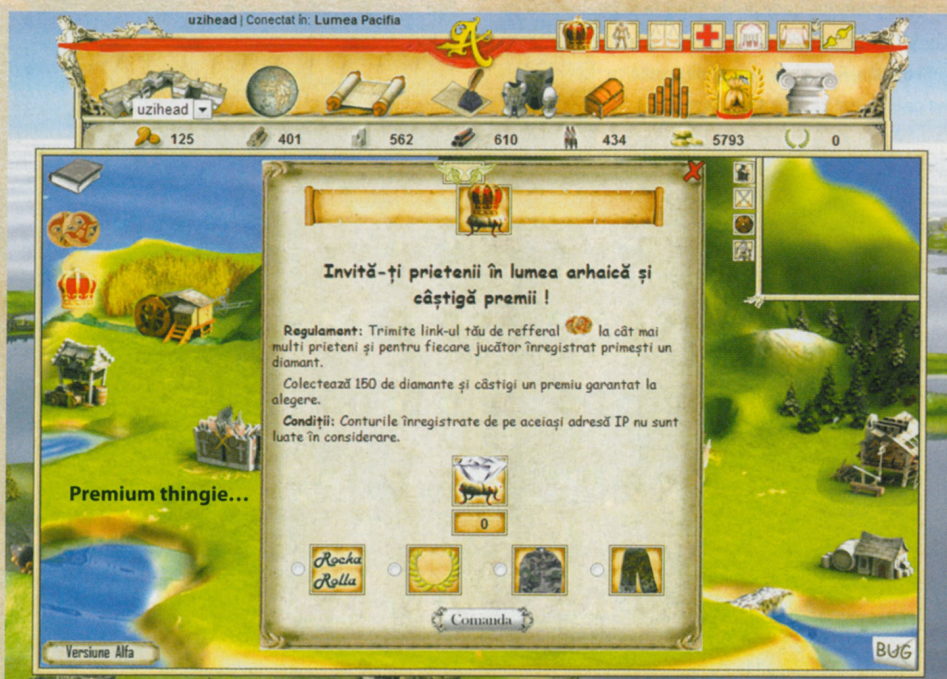 uzihead | Conectat în: Lumea Pacifia
A
uzihead
125 401 562 610 434 5793 0
Invită-ți prietenii în lumea arhaică și
câștigă premii !
Regulament: Trimite link-ul tău de refferal la cât mai
multi prieteni și pentru fiecare jucător înregistrat primești un
diamant.
Colectează 150 de diamante și câstigi un premiu garantat la
alegere.
Condiții: Conturile înregistrate de pe aceiași adresă IP nu sunt
luate în considerare.
Premium thingie...
0
Rocka
Rolla
Comanda
Versiune Alfa
BUG